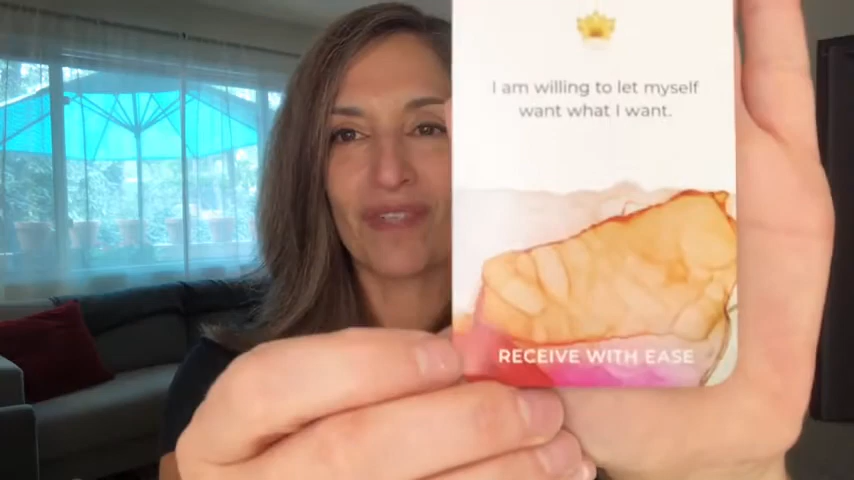 I am willing to let myself
want what I want.
RECEIVE WITH EASE